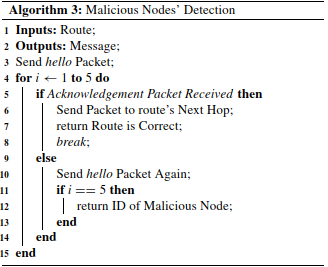 Algorithm 3: Malicious Nodes' Detection
1 Inputs: Route;
2 Outputs: Message;
3 Send hello Packet;
4 for i ← 1 to 5 do
5 if Acknowledgement Packet Received then
6 Send Packet to route's Next Hop;
7 return Route is Correct;
8 break;
9 else
10 Send hello Packet Again;
11 if i == 5 then
12 return ID of Malicious Node;
13 end
14 end
15 end